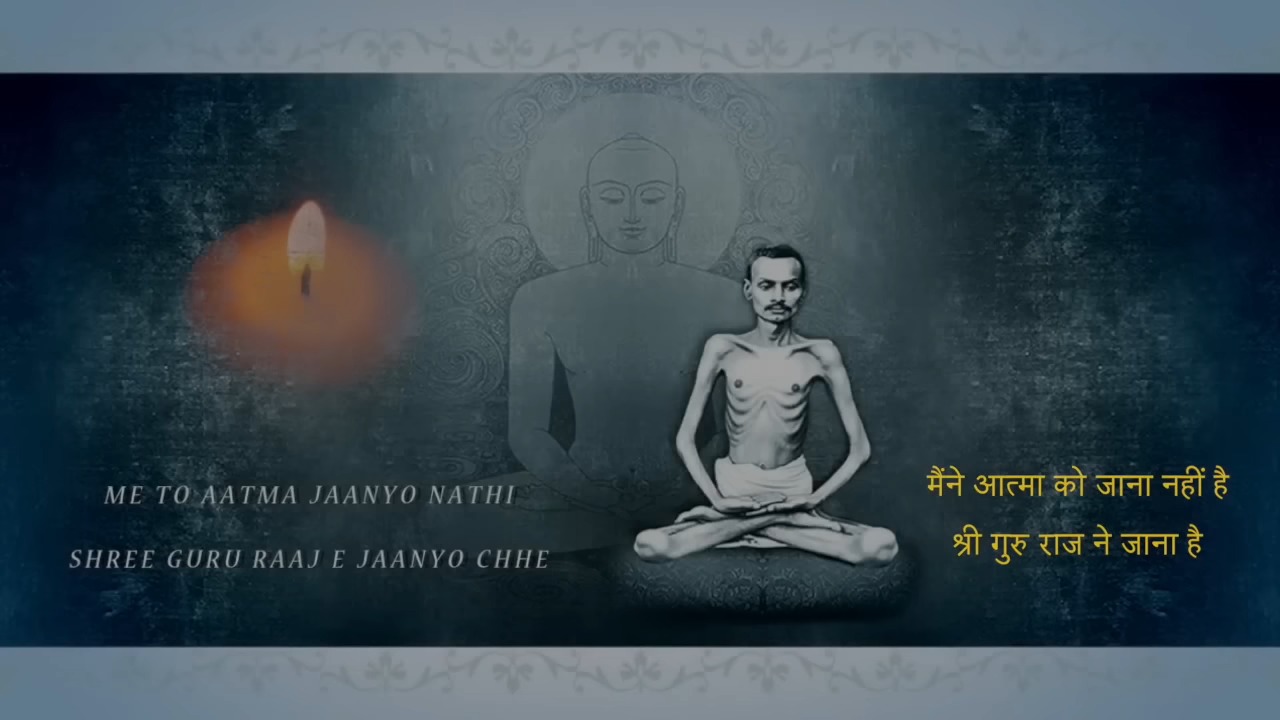 ME TO AATMA JAANYO NATHI
SHREE GURU RAAJ E JAANYO CHHE
मैंने आत्मा को जाना नहीं है
श्री गुरु राज ने जाना है